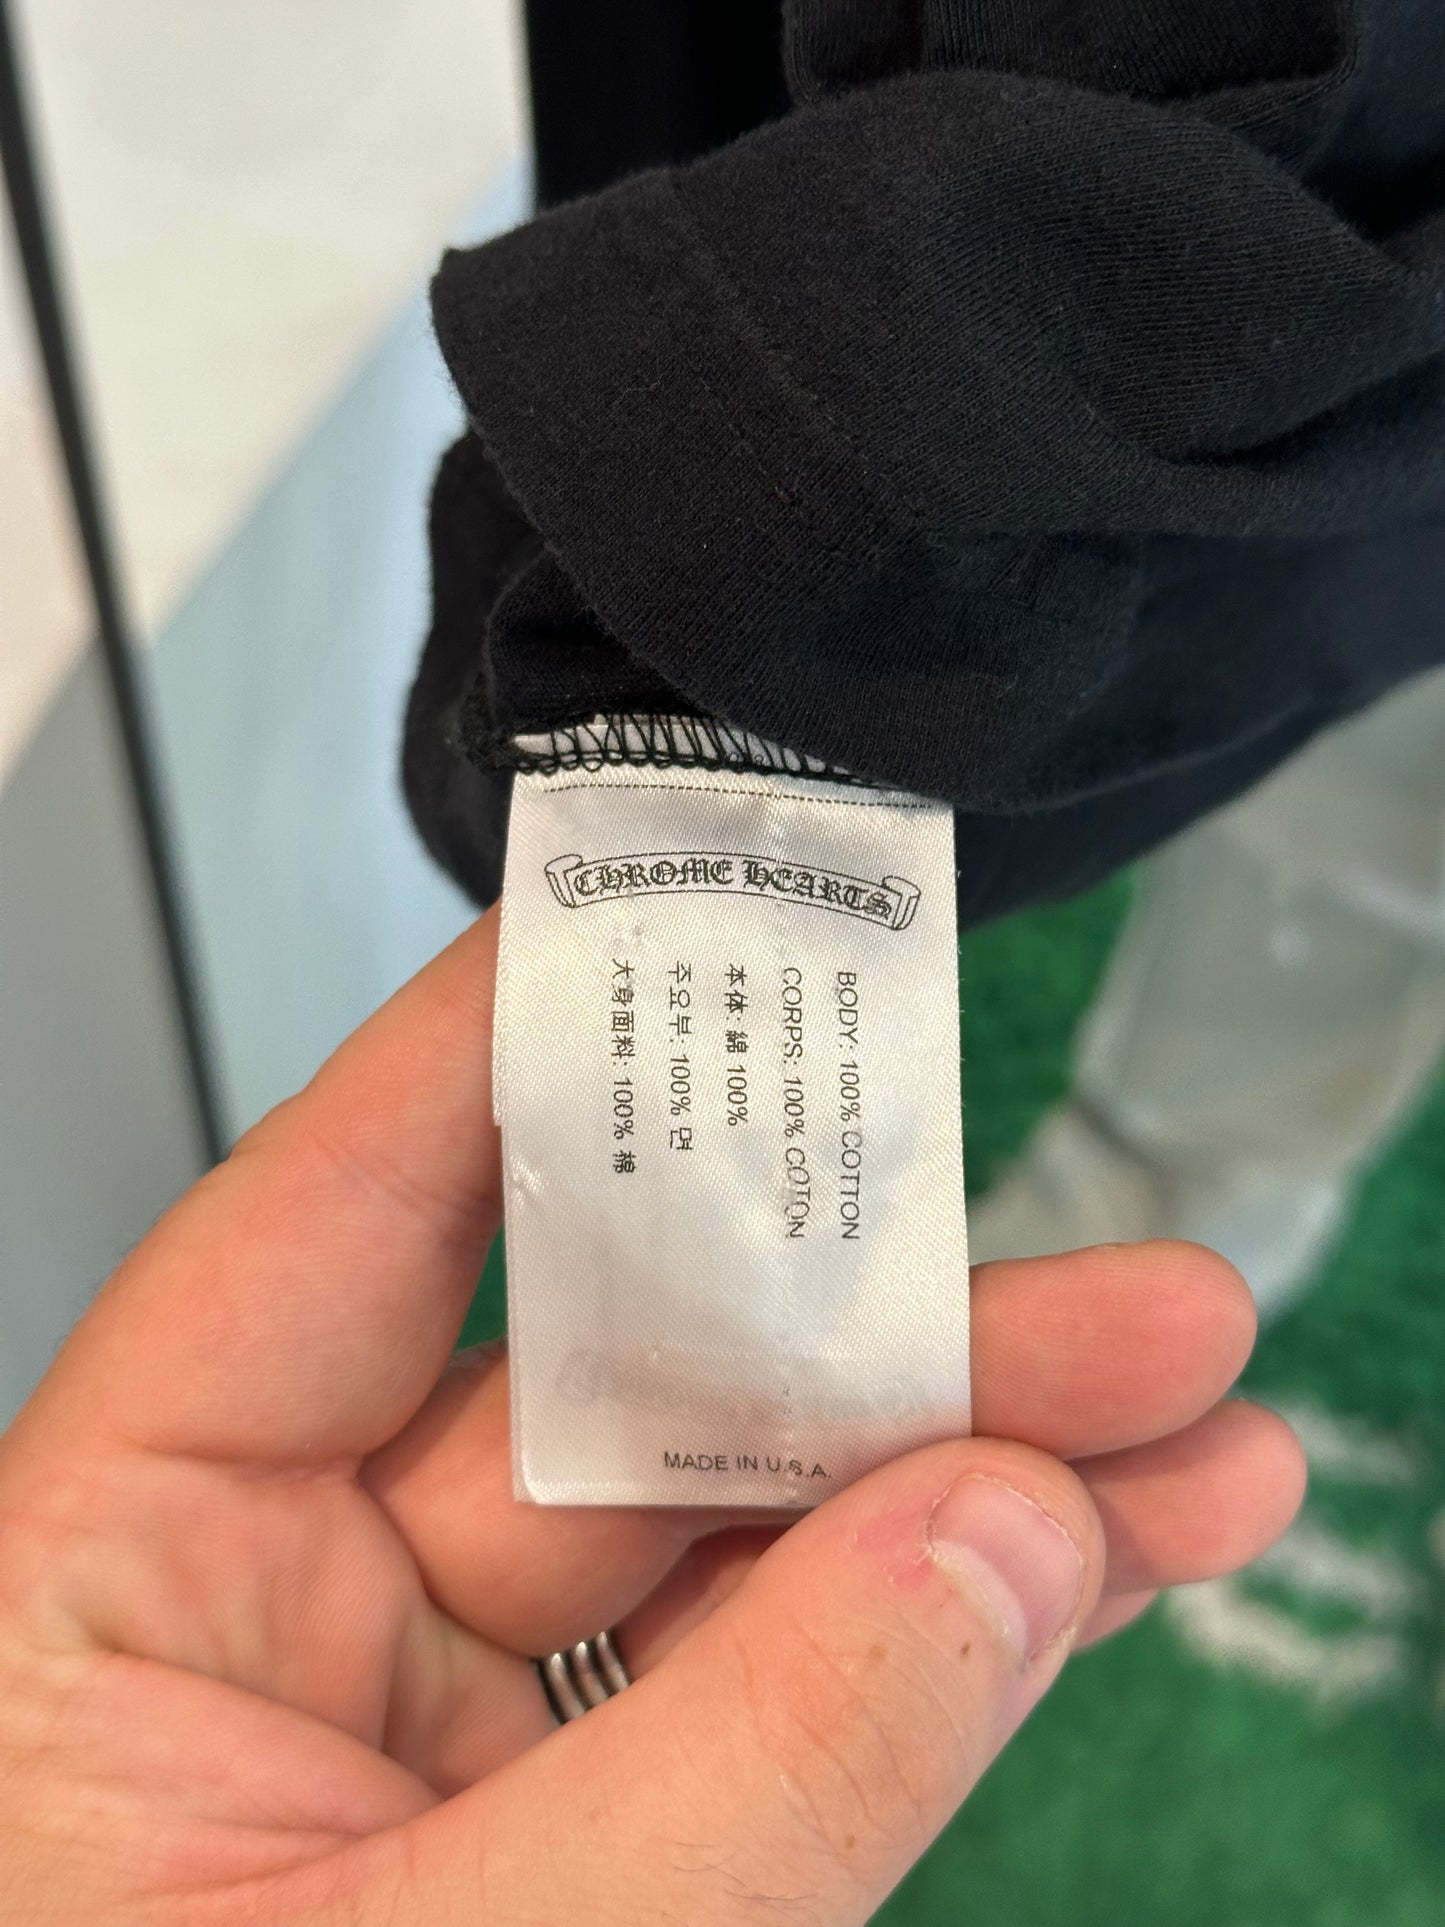 CHROME HEARTS
BODY: 100% COTTON
CORPS: 100% COTON
本体: 綿 100%
주요부: 100% 면
大身面料: 100% 棉
MADE IN U.S.A.